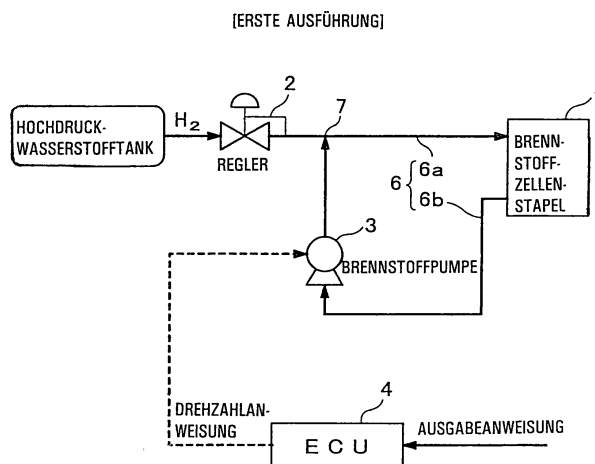 [ERSTE AUSFÜHRUNG]
HOCHDRUCK-
WASSERSTOFFTANK
H2
2
REGLER
7
6a
6
6b
BRENN-
STOFF-
ZELLEN-
STAPEL
3
BRENNSTOFFPUMPE
DREHZAHLAN-
WEISUNG
4
ECU
AUSGABEANWEISUNG